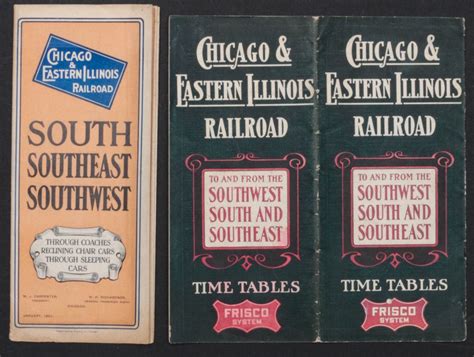 CHICAGO
&
EASTERN ILLINOIS
RAILROAD
SOUTH
SOUTHEAST
SOUTHWEST
THROUGH COACHES
RECLINING CHAIR CARS
THROUGH SLEEPING
CARS
CHICAGO & 
EASTERN ILLINOIS
RAILROAD
TO AND FROM THE
SOUTHWEST
SOUTH AND
SOUTHEAST
TIME TABLES
FRISCO
SYSTEM
CHICAGO &
EASTERN ILLINOIS
RAILROAD
TO AND FROM THE
SOUTHWEST
SOUTH AND
SOUTHEAST
TIME TABLES
FRISCO
SYSTEM